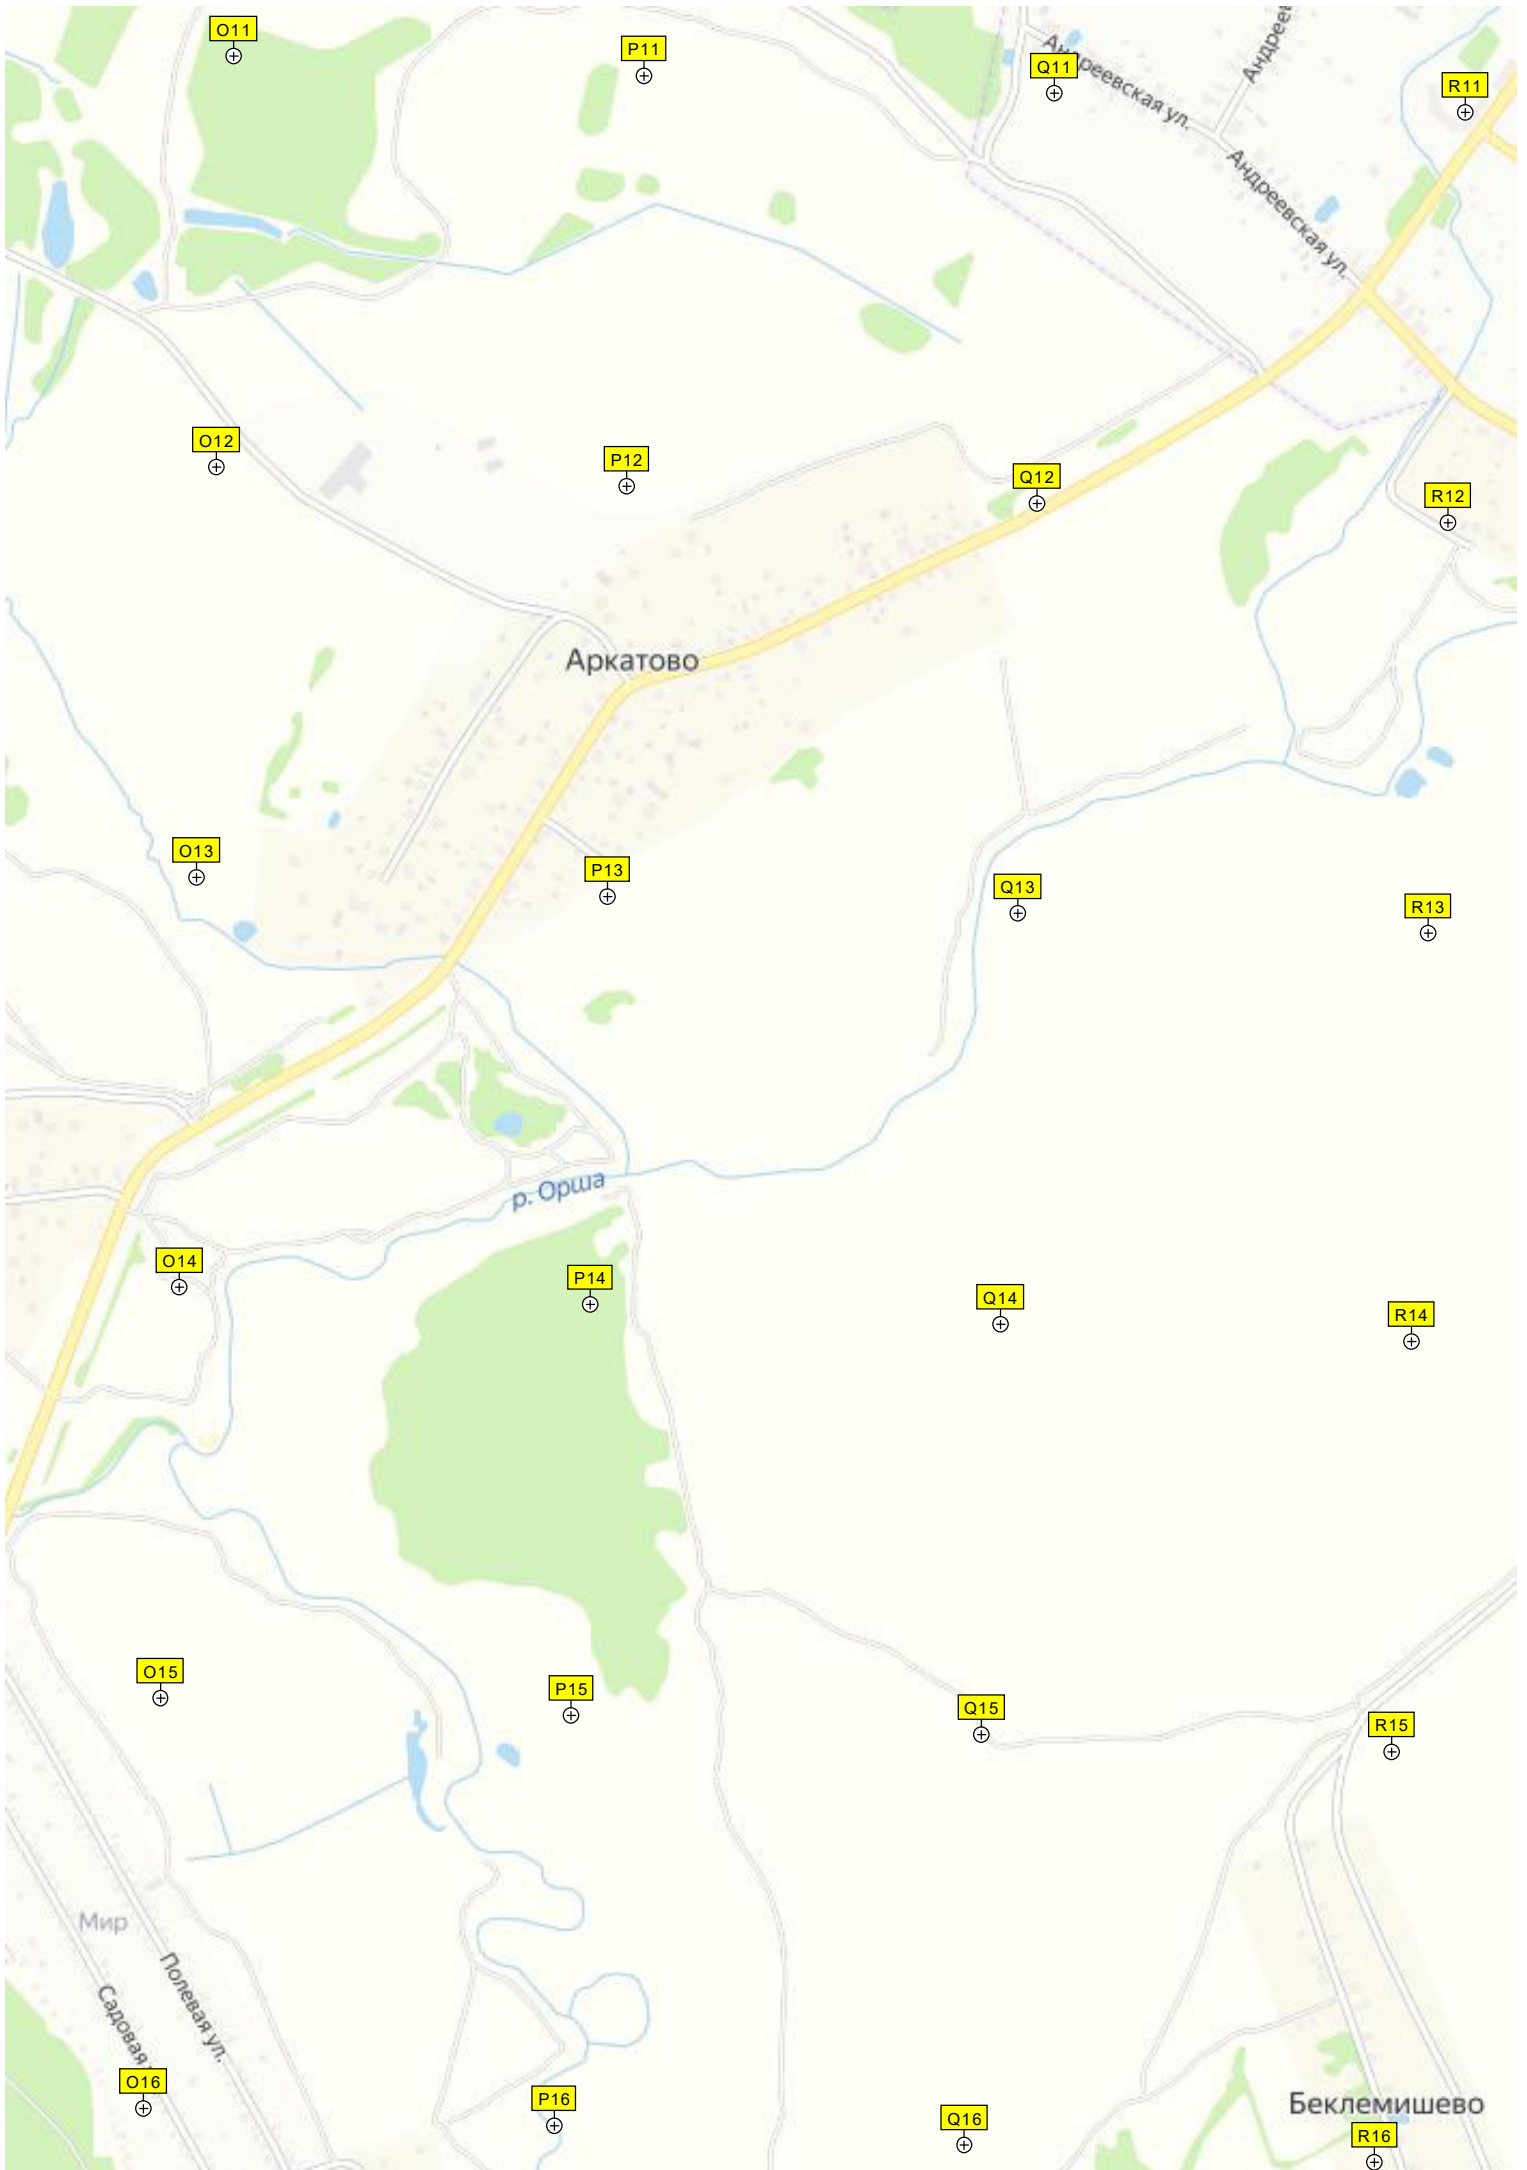 O11
P11
Q11
R11
Андреевская ул.
Андреев
Андреевская ул.
O12
P12
Q12
R12
Аркатово
O13
P13
Q13
R13
р. Орша
O14
P14
Q14
R14
O15
P15
Q15
R15
Мир
Полевая ул.
Садовая
O16
P16
Q16
Беклемишево
R16